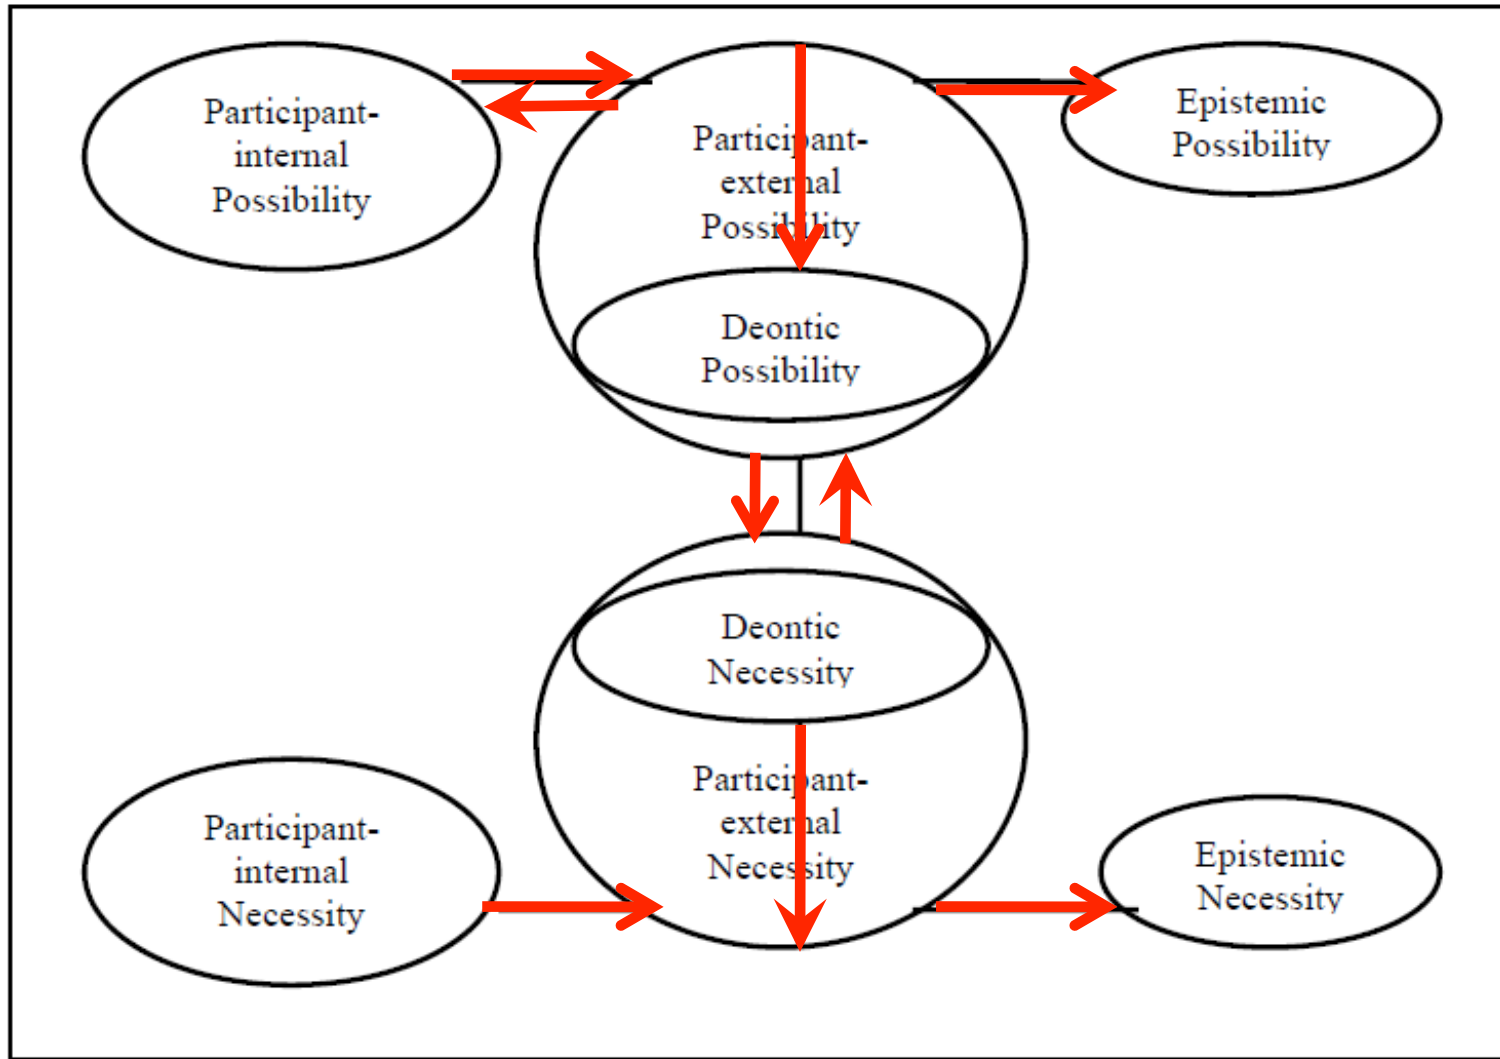 Participant-
internal
Possibility
Participant-
external
Possibility
Epistemic
Possibility
Deontic
Possibility
Deontic
Necessity
Participant-
internal
Necessity
Participant-
external
Necessity
Epistemic
Necessity